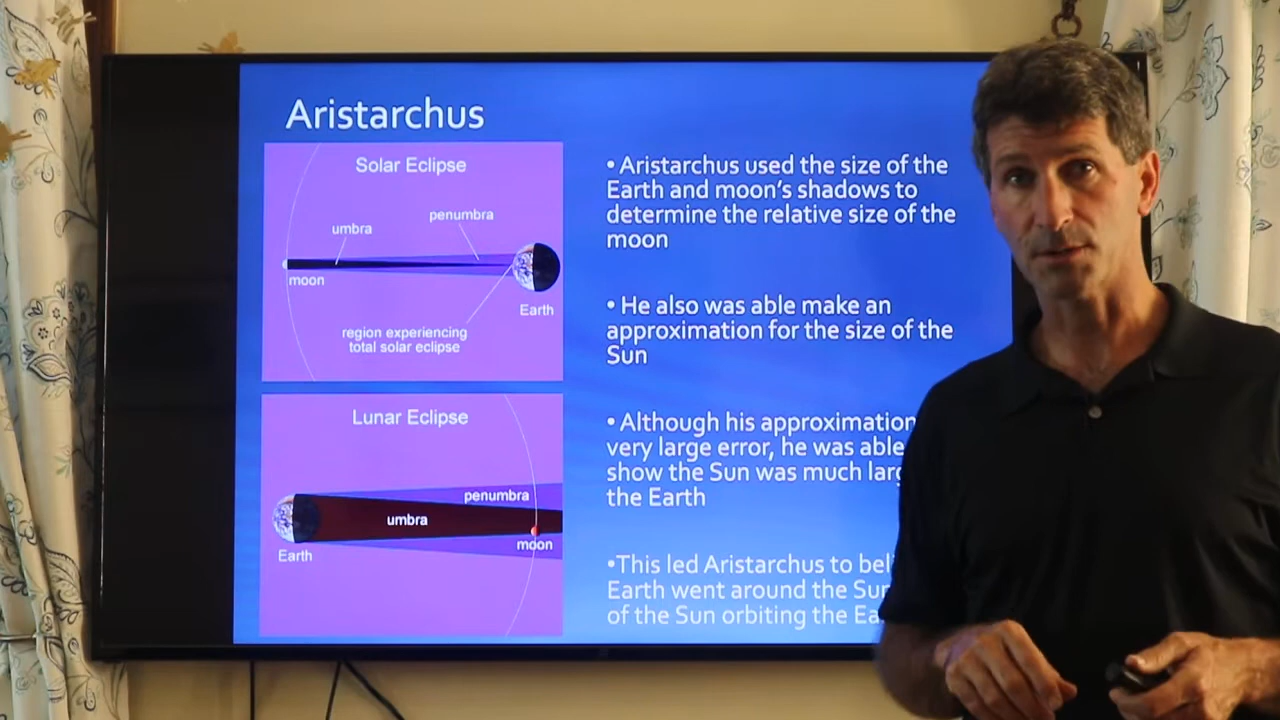 Aristarchus
Solar Eclipse
penumbra
umbra
moon
Earth
region experiencing
total solar eclipse
Lunar Eclipse
penumbra
umbra
moon
Earth
• Aristarchus used the size of the
Earth and moon's shadows to
determine the relative size of the
moon
• He also was able make an
approximation for the size of the
Sun
• Although his approximation
very large error, he was able
show the Sun was much
the Earth
•This led Aristarchus to
Earth went around the
of the Sun orbiting the